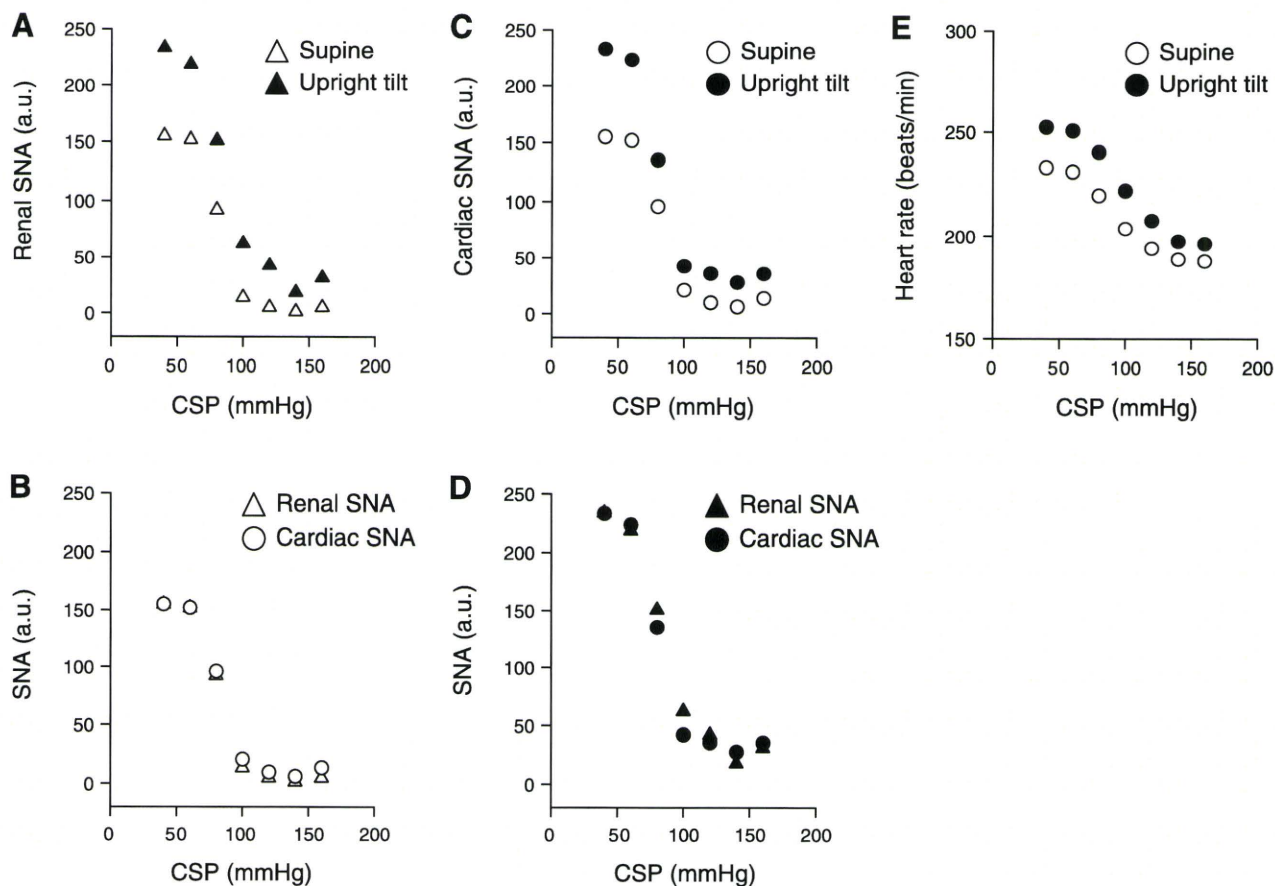 A
Renal SNA (a.u.)
250
200
150
100
50
0
0 50 100 150 200
CSP (mmHg)
Supine
Upright tilt
C
Cardiac SNA (a.u.)
250
200
150
100
50
0
0 50 100 150 200
CSP (mmHg)
Supine
Upright tilt
E
Heart rate (beats/min)
300
250
200
150
0 50 100 150 200
CSP (mmHg)
Supine
Upright tilt
B
SNA (a.u.)
250
200
150
100
50
0
0 50 100 150 200
CSP (mmHg)
Renal SNA
Cardiac SNA
D
SNA (a.u.)
250
200
150
100
50
0
0 50 100 150 200
CSP (mmHg)
Renal SNA
Cardiac SNA